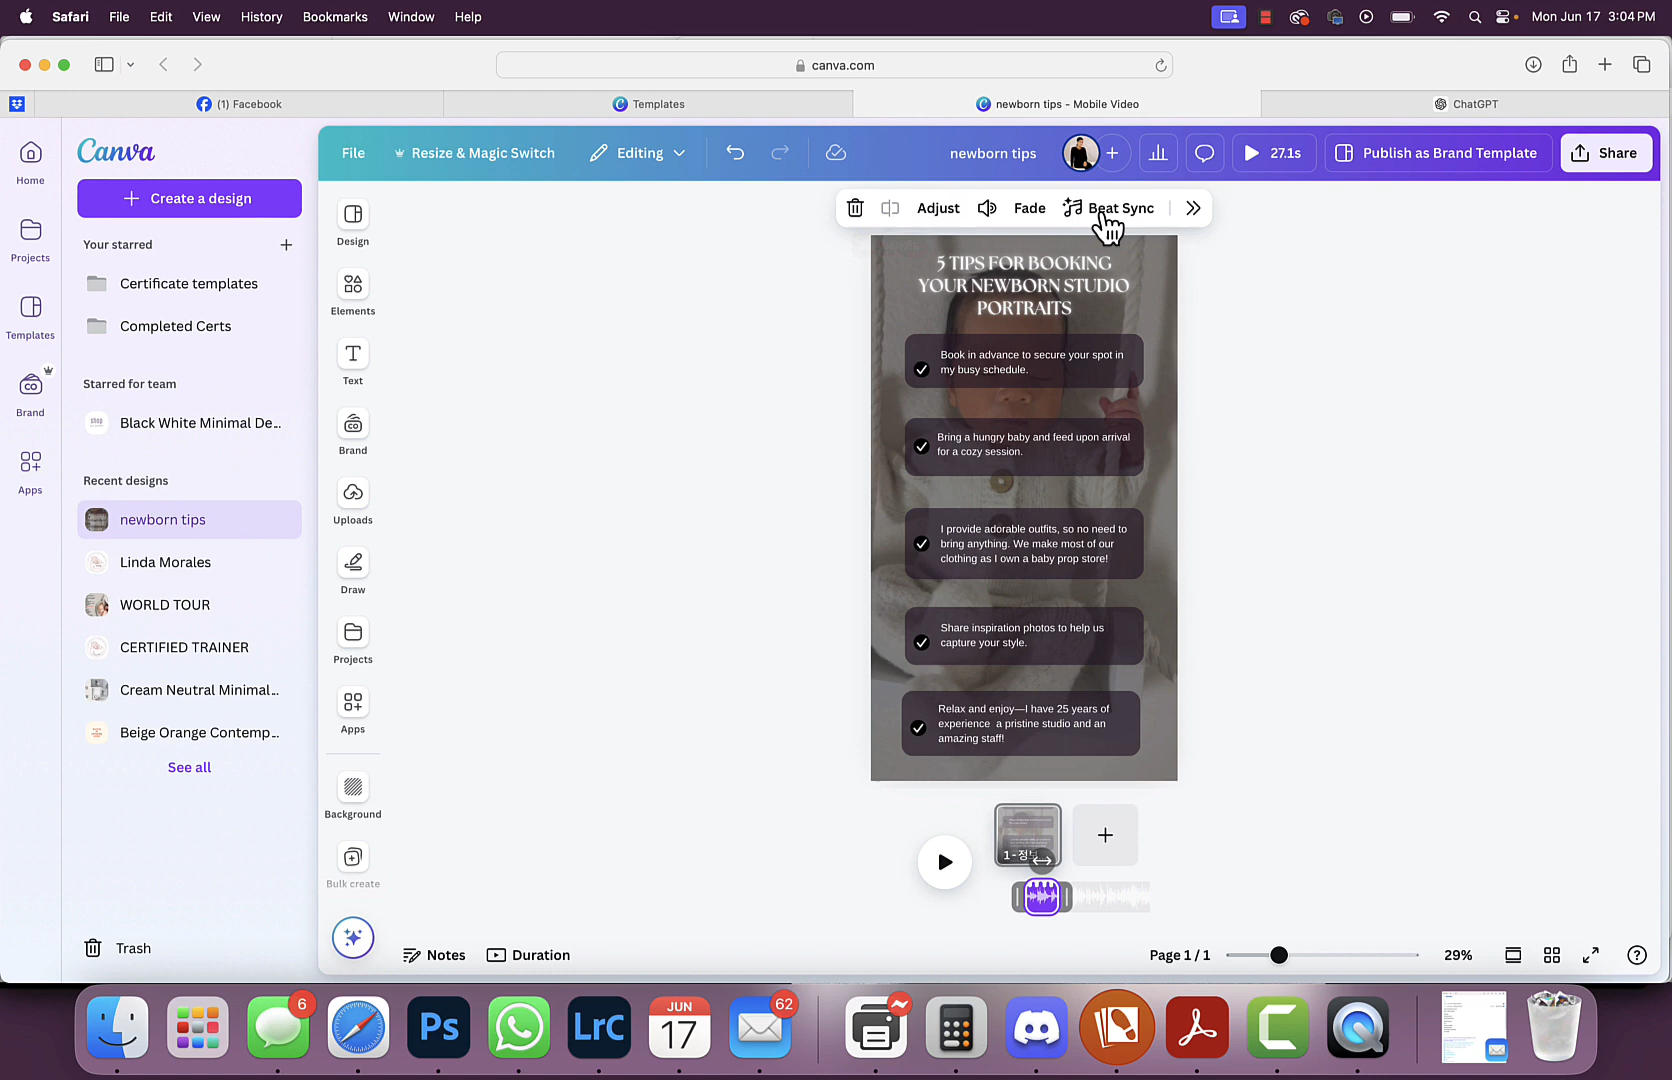 Safari File Edit View History Bookmarks Window Help
Mon Jun 17 3:04 PM
canva.com
(1) Facebook
Templates
newborn tips - Mobile Video
ChatGPT
Home
Projects
Templates
Brand
Apps
Canva
Create a design
Your starred
Certificate templates
Completed Certs
Starred for team
Black White Minimal De...
Recent designs
newborn tips
Linda Morales
WORLD TOUR
CERTIFIED TRAINER
Cream Neutral Minimal...
Beige Orange Contemp...
See all
Trash
File
Resize & Magic Switch
Editing
newborn tips
27.1s
Publish as Brand Template
Share
Design
Elements
Text
Brand
Uploads
Draw
Projects
Apps
Background
Bulk create
Adjust
Fade
Beat Sync
5 TIPS FOR BOOKING
YOUR NEWBORN STUDIO
PORTRAITS
Book in advance to secure your spot in
my busy schedule.
Bring a hungry baby and feed upon arrival
for a cozy session.
I provide adorable outfits, so no need to
bring anything. We make most of our
clothing as I own a baby prop store!
Share inspiration photos to help us
capture your style.
Relax and enjoy—I have 25 years of
experience a pristine studio and an
amazing staff!
Notes
Duration
Page 1 / 1
29%
6
Ps
LrC
JUN
17
62